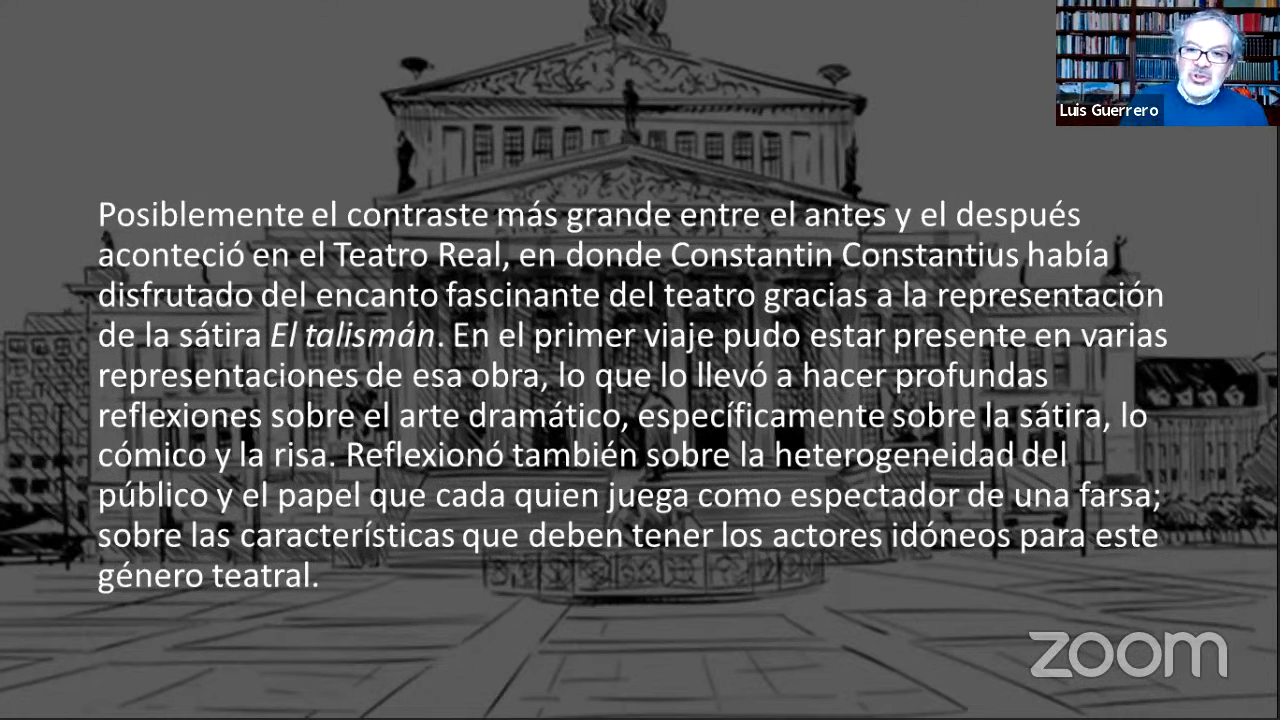 Luis Guerrero
Posiblemente el contraste más grande entre el antes y el después
aconteció en el Teatro Real, en donde Constantin Constantius había
disfrutado del encanto fascinante del teatro gracias a la representación
de la sátira El talismán. En el primer viaje pudo estar presente en varias
representaciones de esa obra, lo que lo llevó a hacer profundas
reflexiones sobre el arte dramático, específicamente sobre la sátira, lo
cómico y la risa. Reflexionó también sobre la heterogeneidad del
público y el papel que cada quien juega como espectador de una farsa;
sobre las características que deben tener los actores idóneos para este
género teatral.
zoom